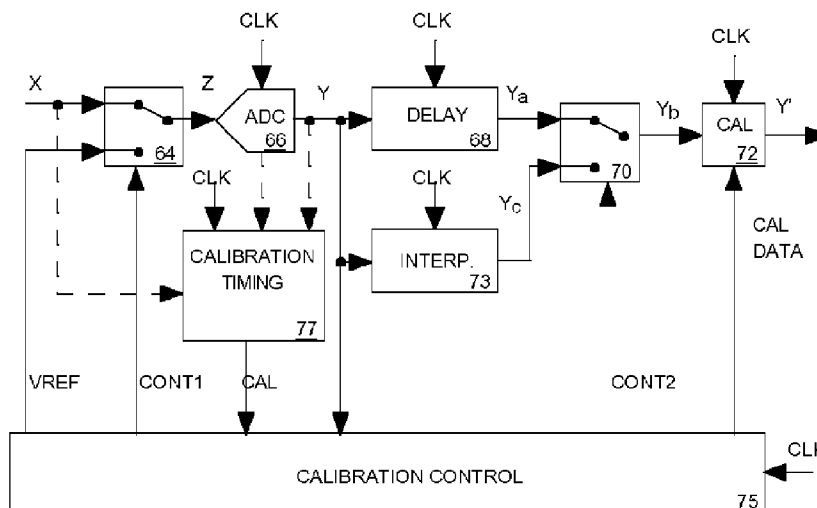 CLK
CLK
CLK
X
Z
Y
Ya
Yb
Y'
ADC
66
DELAY
68
64
70
CAL
72
CLK
CLK
Yc
CALIBRATION
TIMING
77
INTERP.
73
CAL
DATA
VREF
CONT1
CAL
CONT2
CALIBRATION CONTROL
CLK
75